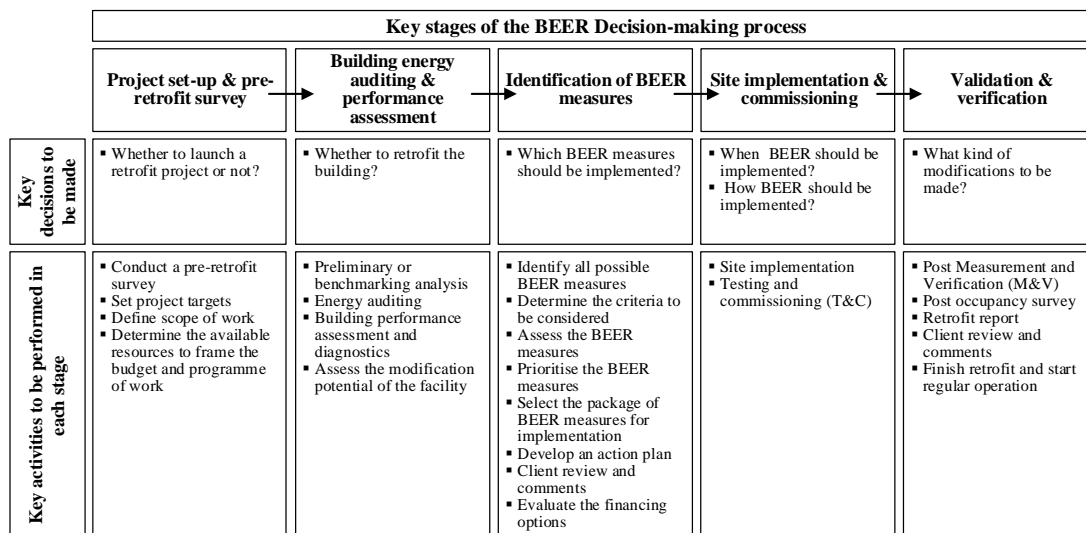 Key stages of the BEER Decision-making process
Project set-up & pre-
retrofit survey
Building energy
auditing &
performance
assessment
Identification of BEER
measures
Site implementation &
commissioning
Validation &
verification
Key
decisions to
be made
▪ Whether to launch a
retrofit project or not?
▪ Whether to retrofit the
building?
▪ Which BEER measures
should be implemented?
▪ When BEER should be
implemented?
▪ How BEER should be
implemented?
▪ What kind of
modifications to be
made?
Key activities to be performed in
each stage
▪ Conduct a pre-retrofit
survey
▪ Set project targets
▪ Define scope of work
▪ Determine the available
resources to frame the
budget and programme
of work
▪ Preliminary or
benchmarking analysis
▪ Energy auditing
▪ Building performance
assessment and
diagnostics
▪ Assess the modification
potential of the facility
▪ Identify all possible
BEER measures
▪ Determine the criteria to
be considered
▪ Assess the BEER
measures
▪ Prioritise the BEER
measures
▪ Select the package of
BEER measures for
implementation
▪ Develop an action plan
▪ Client review and
comments
▪ Evaluate the financing
options
▪ Site implementation
▪ Testing and
commissioning (T&C)
▪ Post Measurement and
Verification (M&V)
▪ Post occupancy survey
▪ Retrofit report
▪ Client review and
comments
▪ Finish retrofit and start
regular operation